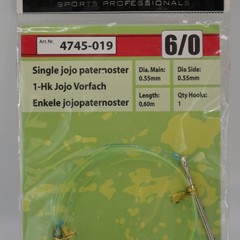 SPORTS PROFESSIONALS
Art.Nr. 4745-019 6/0
Single jojo paternoster
1-Hk Jojo Vorfach
Enkele jojopaternoster
Dia. Main: Dia Side:
0.55mm 0.55mm
Length: Qty Hooks:
0,60m 1